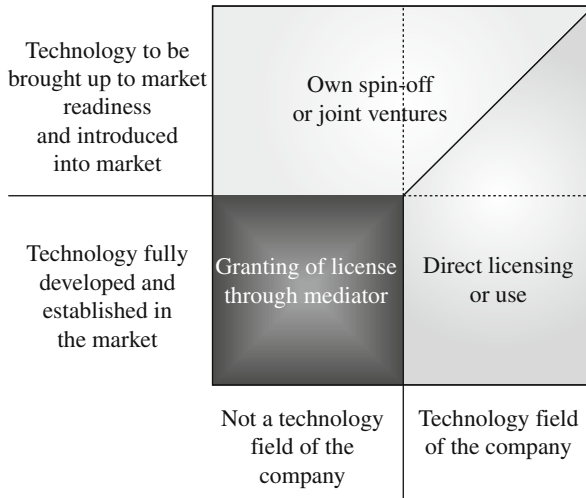 Technology to be
brought up to market
readiness
and introduced
into market
Own spin-off
or joint ventures
Technology fully
developed and
established in
the market
Granting of license
through mediator
Direct licensing
or use
Not a technology
field of the
company
Technology field
of the company